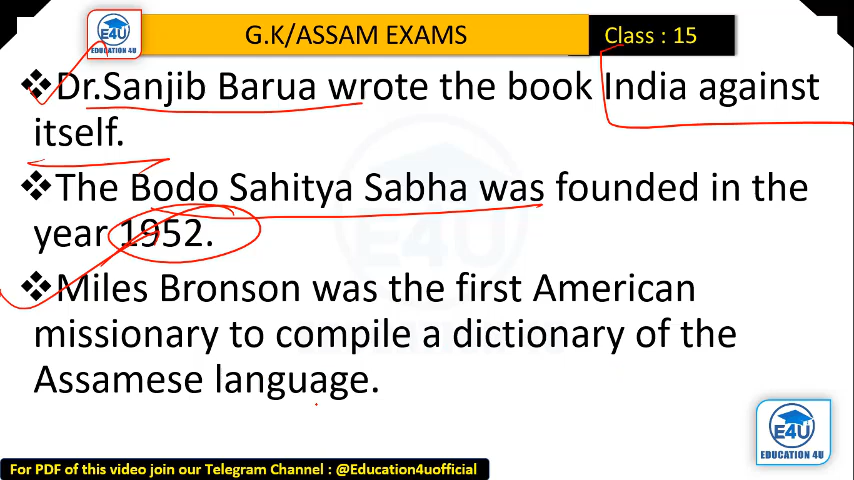 E4U
EDUCATION 4U
G.K/ASSAM EXAMS
Class : 15
❖Dr.Sanjib Barua wrote the book India against
itself.
❖The Bodo Sahitya Sabha was founded in the
year 1952.
❖Miles Bronson was the first American
missionary to compile a dictionary of the
Assamese language.
E4U
E4U
EDUCATION 4U
For PDF of this video join our Telegram Channel : @Education4uofficial